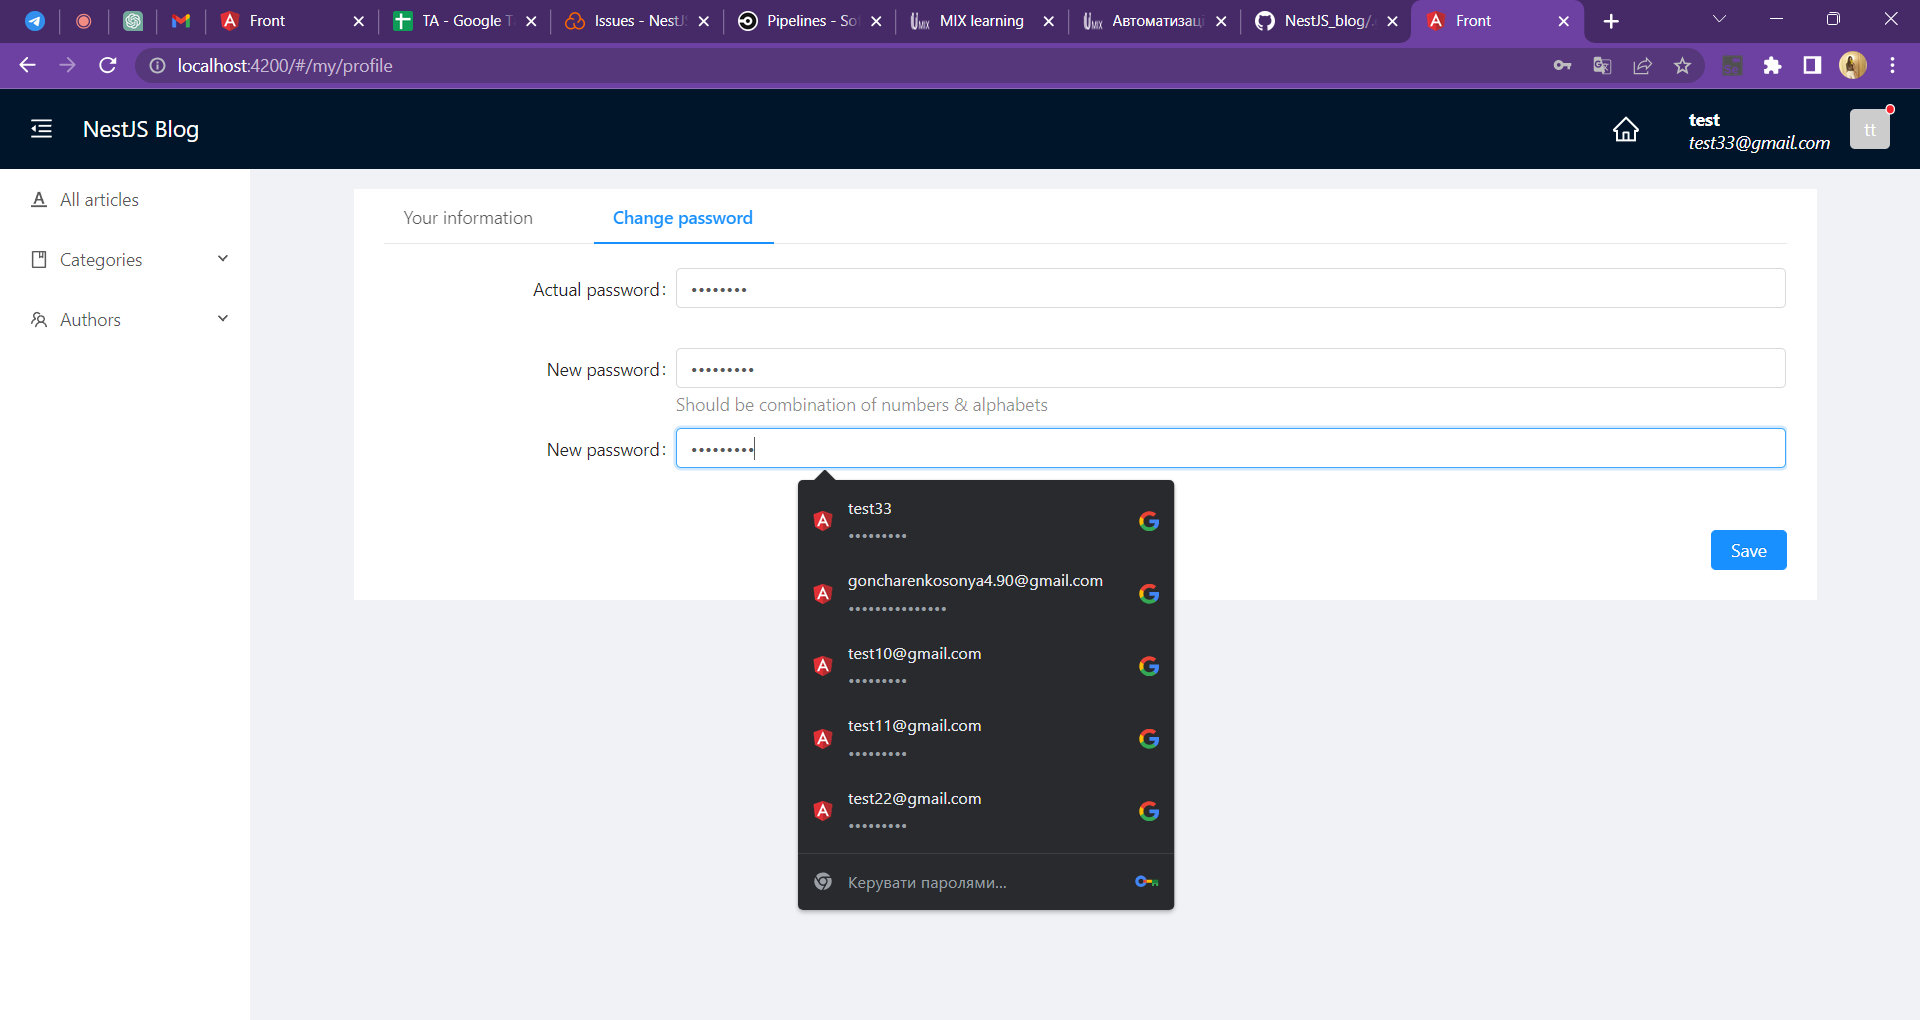 Front
TA - Google T
Issues - NestJS
Pipelines - So
MIX learning
Автоматизаці
NestJS_blog/.
Front
localhost:4200/#/my/profile
NestJS Blog
test
test33@gmail.com
tt
All articles
Categories
Authors
Your information
Change password
Actual password:
••••••••
New password:
•••••••••
Should be combination of numbers & alphabets
New password:
•••••••••
test33
•••••••••
goncharenkosonya4.90@gmail.com
•••••••••••••••
test10@gmail.com
•••••••••
test11@gmail.com
•••••••••
test22@gmail.com
•••••••••
Керувати паролями...
Save